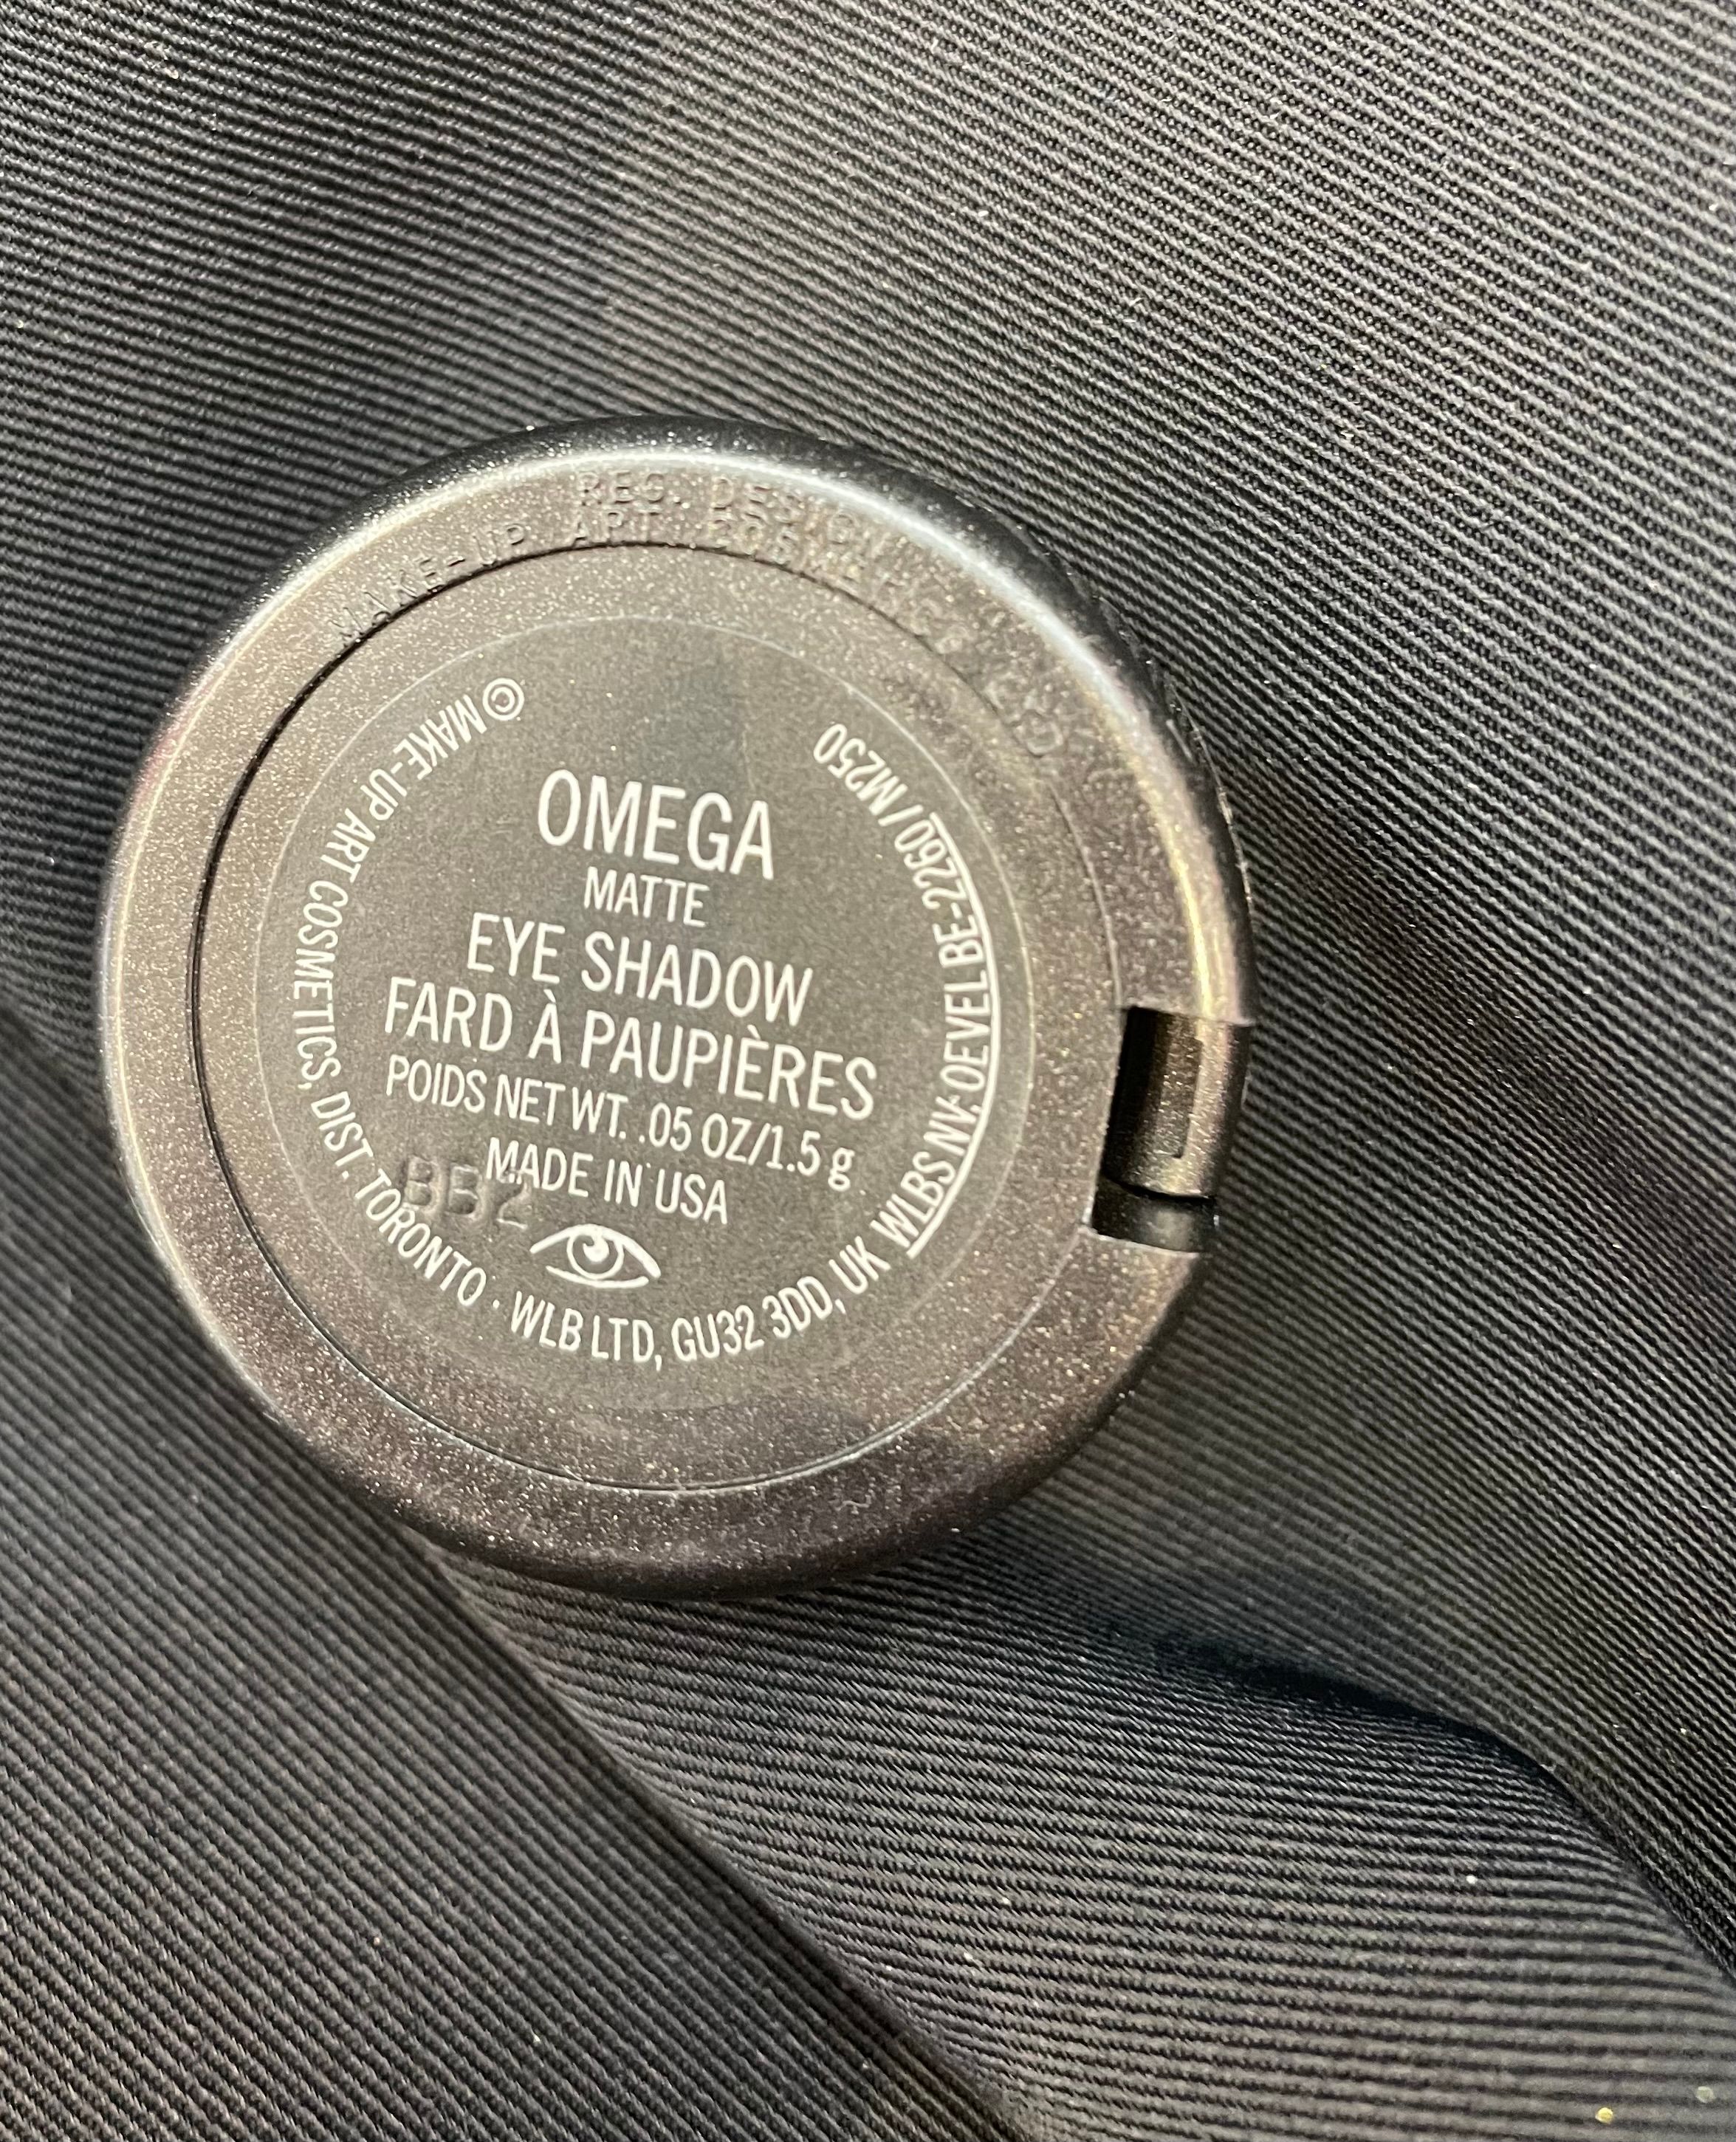 REG. DESIGN
MAKE-UP ART COSMETICS
OMEGA
MATTE
EYE SHADOW
FARD À PAUPIÈRES
POIDS NET WT. .05 OZ/1.5 g
MADE IN USA
BB2
© MAKE-UP ART COSMETICS, DIST. TORONTO · WLB LTD, GU32 3DD, UK WLBS NV, OEVEL BE-2260 / M250